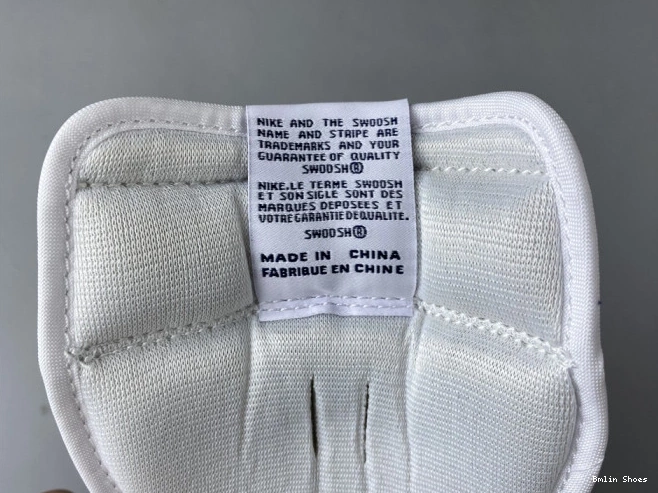 NIKE AND THE SWOOSH
NAME AND STRIPE ARE
TRADEMARKS AND YOUR
GUARANTEE OF QUALITY
SWOOSH®
NIKE.LE TERME SWOOSH
ET SON SIGLE SONT DES
MARQUES DEPOSEES ET
VOTRE GARANTIE DE QUALITE.
SWOOSH®
MADE IN CHINA
FABRIQUE EN CHINE
Bmlin Shoes